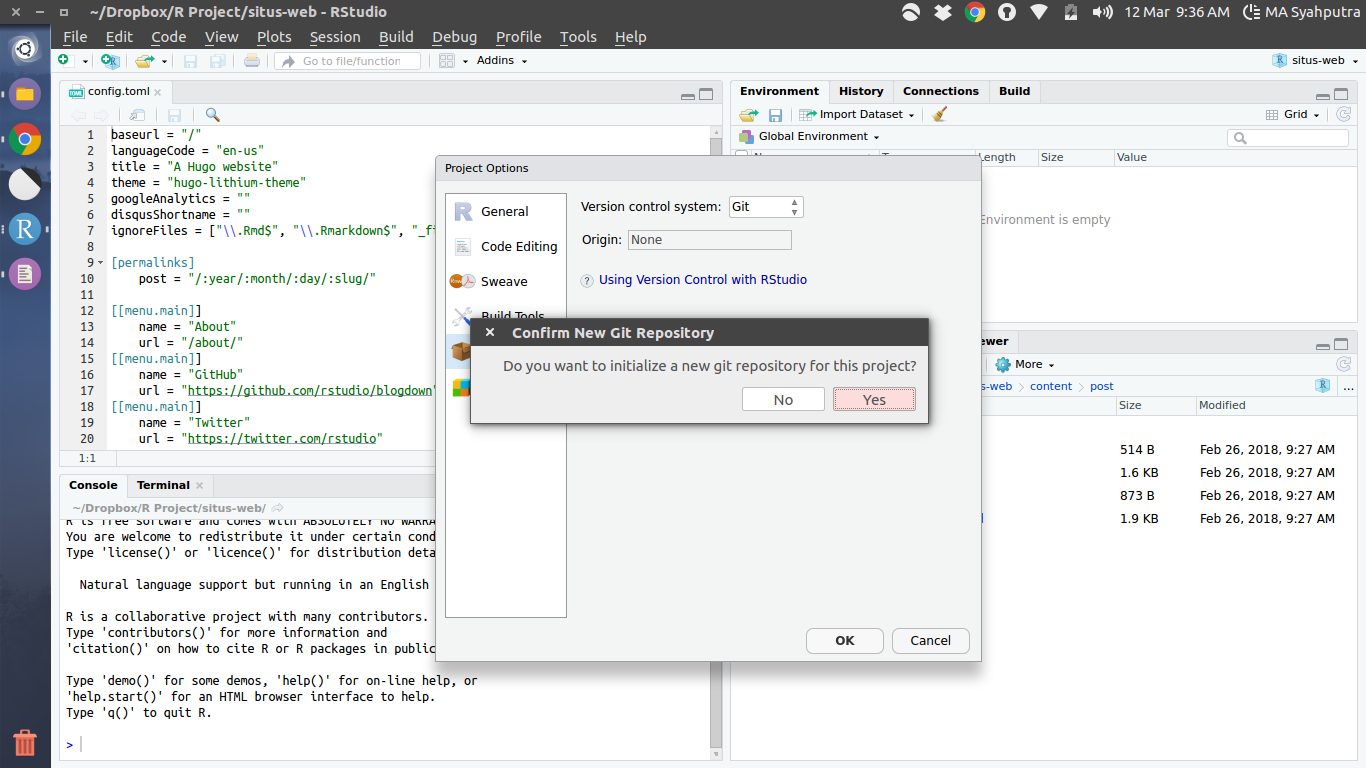 ~/Dropbox/R Project/situs-web - RStudio
12 Mar 9:36 AM MA Syahputra
File Edit Code View Plots Session Build Debug Profile Tools Help
Go to file/function Addins situs-web
config.toml
1 baseurl = "/"
2 languageCode = "en-us"
3 title = "A Hugo website"
4 theme = "hugo-lithium-theme"
5 googleAnalytics = ""
6 disqusShortname = ""
7 ignoreFiles = ["\\.Rmd$", "\\.Rmarkdown$",
8
9 [permalinks]
10 post = "/:year/:month/:day/:slug/"
11
12 [[menu.main]]
13 name = "About"
14 url = "/about/"
15 [[menu.main]]
16 name = "GitHub"
17 url = "https://github.com/rstudio/blogdown"
18 [[menu.main]]
19 name = "Twitter"
20 url = "https://twitter.com/rstudio"
1:1
Console Terminal
~/Dropbox/R Project/situs-web/
R is free software and comes with ABSOLUTELY NO
You are welcome to redistribute it under certain
Type 'license()' or 'licence()' for distribution
Natural language support but running in an English
R is a collaborative project with many contributors.
Type 'contributors()' for more information and
'citation()' on how to cite R or R packages in
Type 'demo()' for some demos, 'help()' for on-line help, or
'help.start()' for an HTML browser interface to help.
Type 'q()' to quit R.
>
Environment History Connections Build
Import Dataset Grid
Global Environment
Length Size Value
Environment is empty
Project Options
General
Code Editing
Sweave
Build Tools
Version control system: Git
Origin: None
? Using Version Control with RStudio
Confirm New Git Repository
Do you want to initialize a new git repository for this project?
No Yes
OK Cancel
More
content post ...
Size Modified
514 B Feb 26, 2018, 9:27 AM
1.6 KB Feb 26, 2018, 9:27 AM
873 B Feb 26, 2018, 9:27 AM
1.9 KB Feb 26, 2018, 9:27 AM